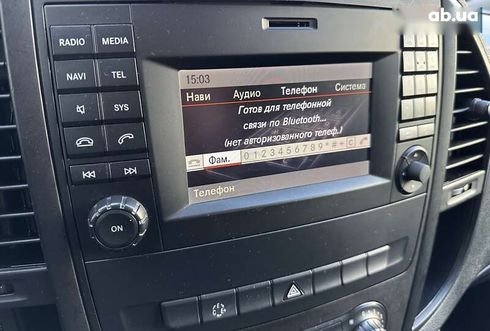 ab.ua
RADIO MEDIA
NAVI TEL
SYS
ON
15:03
Нави Аудио Телефон Система
Готов для телефонной
связи по Bluetooth...
(нет авторизованного телеф.)
Фам. 0123456789*#+ C
Телефон